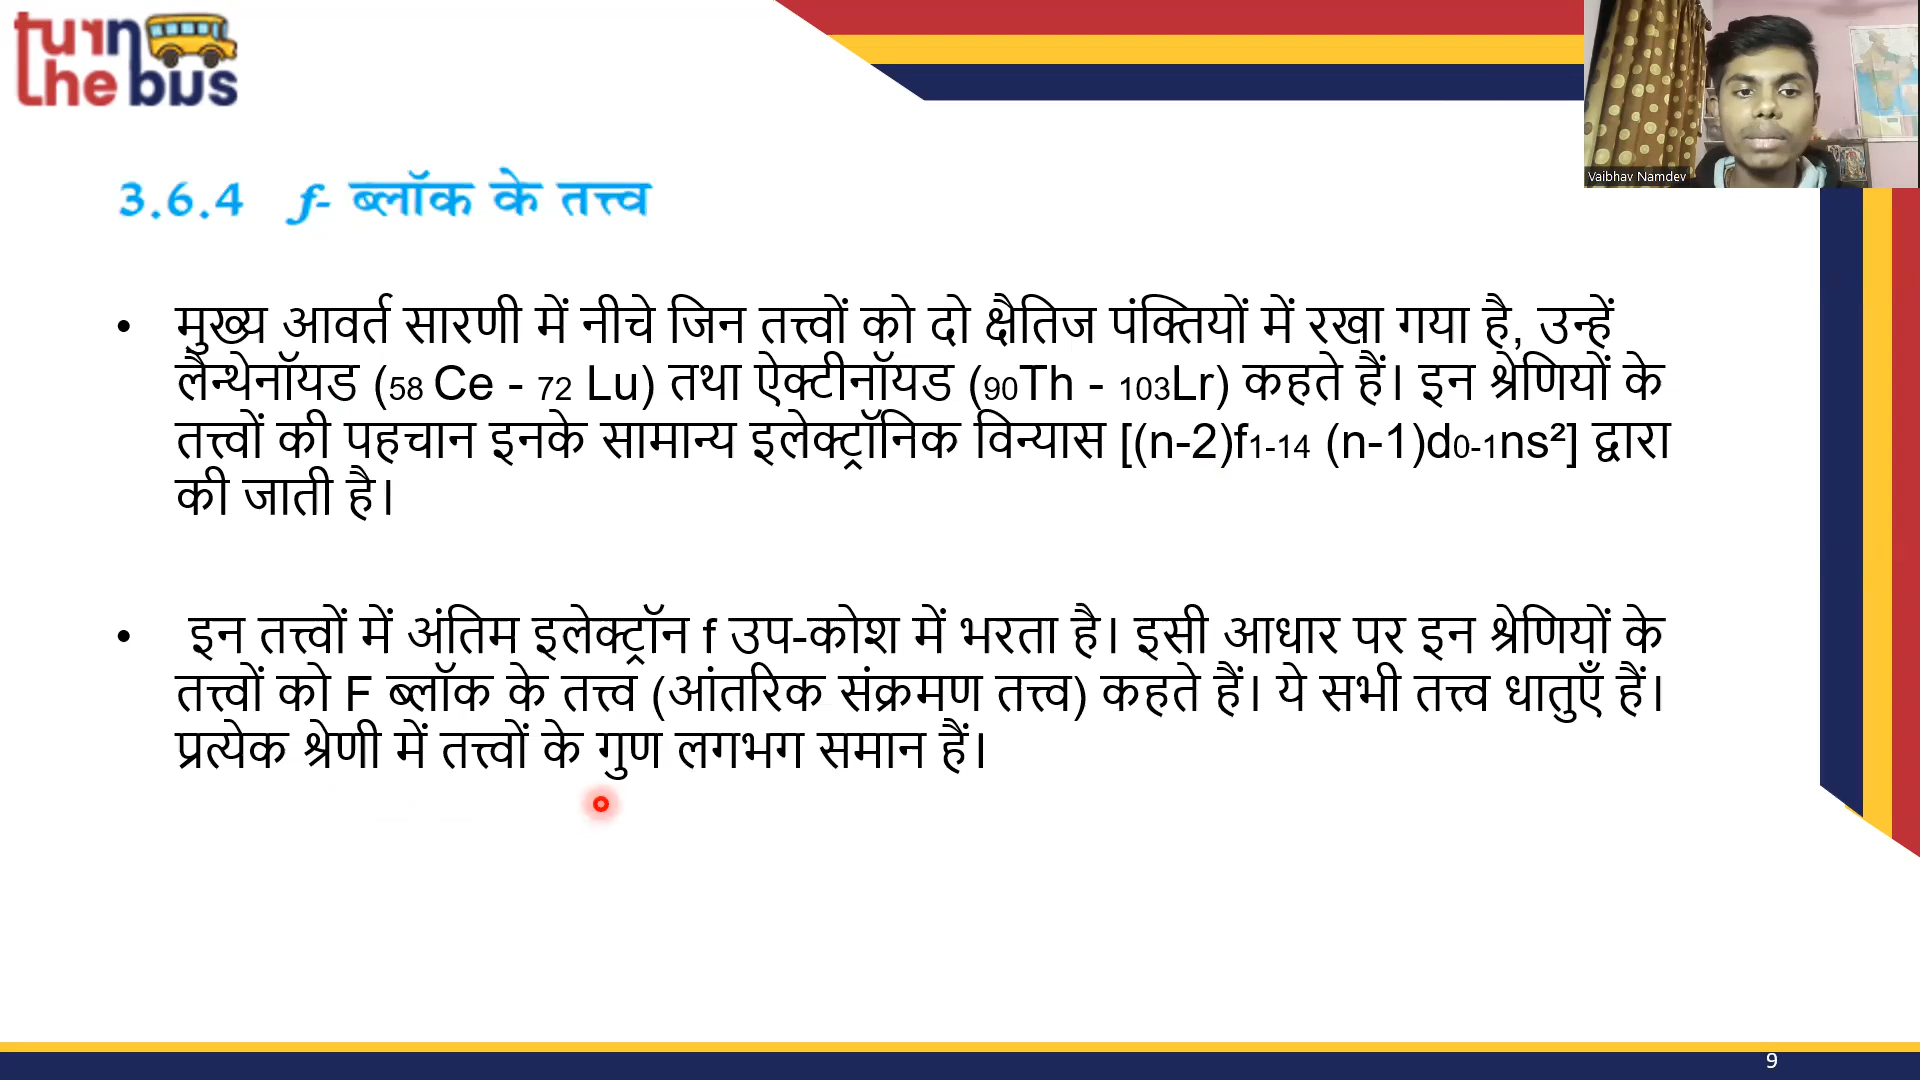 turn
the bus
Vaibhav Namdev
3.6.4 f- ब्लॉक के तत्त्व
• मुख्य आवर्त सारणी में नीचे जिन तत्त्वों को दो क्षैतिज पंक्तियों में रखा गया है, उन्हें
लैन्थेनॉयड (58 Ce - 72 Lu) तथा ऐक्टीनॉयड (90Th - 103Lr) कहते हैं। इन श्रेणियों के
तत्त्वों की पहचान इनके सामान्य इलेक्ट्रॉनिक विन्यास [(n-2)f1-14 (n-1)d0-1ns²] द्वारा
की जाती है।
• इन तत्त्वों में अंतिम इलेक्ट्रॉन f उप-कोश में भरता है। इसी आधार पर इन श्रेणियों के
तत्त्वों को F ब्लॉक के तत्त्व (आंतरिक संक्रमण तत्त्व) कहते हैं। ये सभी तत्त्व धातुएँ हैं।
प्रत्येक श्रेणी में तत्त्वों के गुण लगभग समान हैं।
9